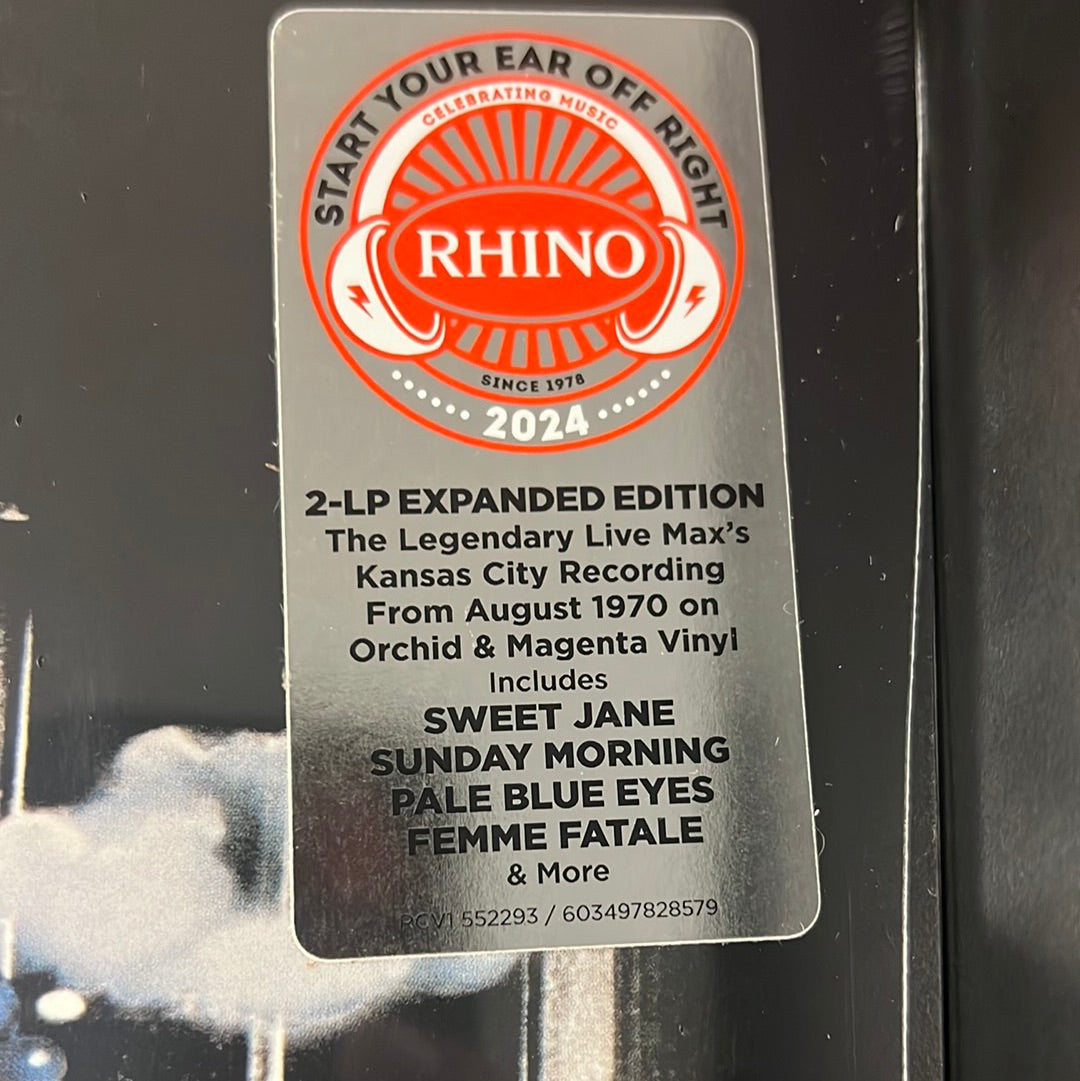 START YOUR EAR OFF RIGHT
CELEBRATING MUSIC
RHINO
SINCE 1978
2024
2-LP EXPANDED EDITION
The Legendary Live Max's
Kansas City Recording
From August 1970 on
Orchid & Magenta Vinyl
Includes
SWEET JANE
SUNDAY MORNING
PALE BLUE EYES
FEMME FATALE
& More
RCV1 552293 / 603497828579